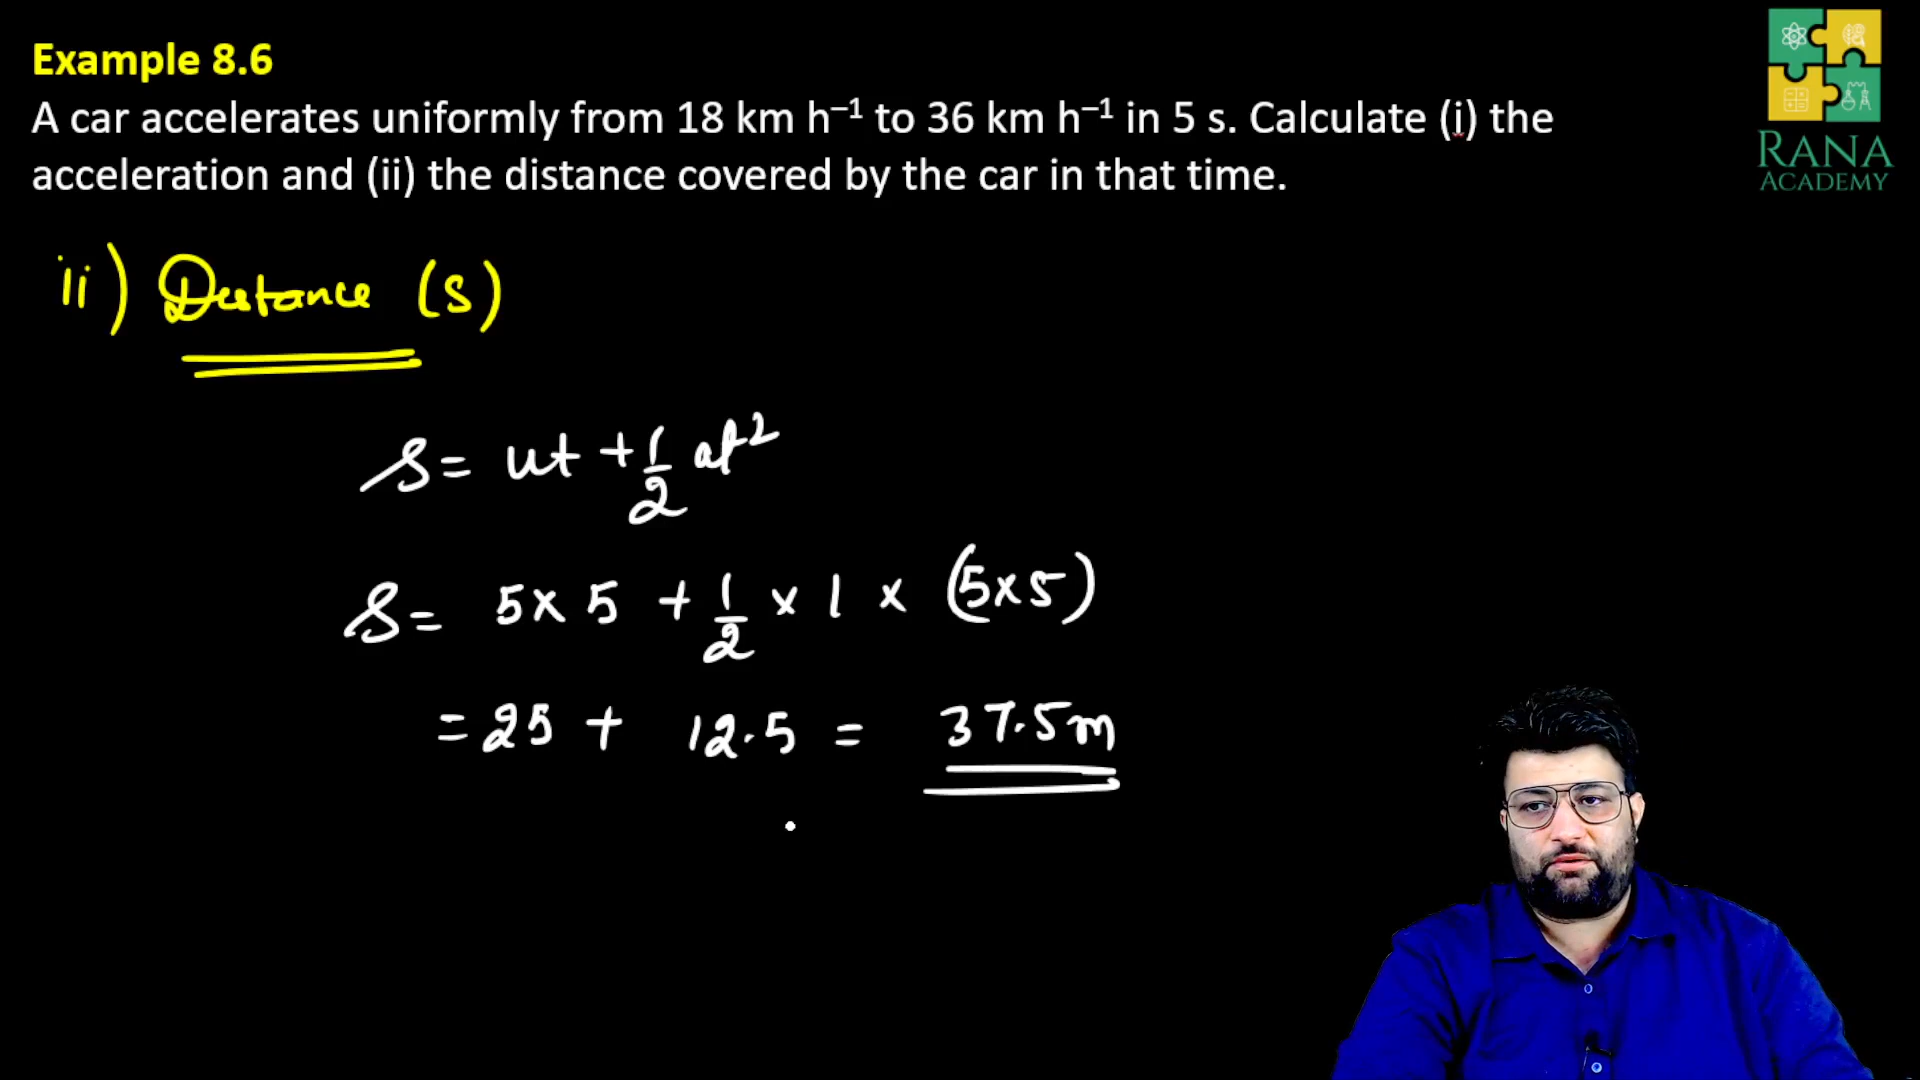 Example 8.6
A car accelerates uniformly from 18 km h⁻¹ to 36 km h⁻¹ in 5 s. Calculate (i) the
acceleration and (ii) the distance covered by the car in that time.
RANA
ACADEMY
ii) Distance (s)
S = ut + 1/2 at²
S = 5 × 5 + 1/2 × 1 × (5×5)
= 25 + 12.5 = 37.5m